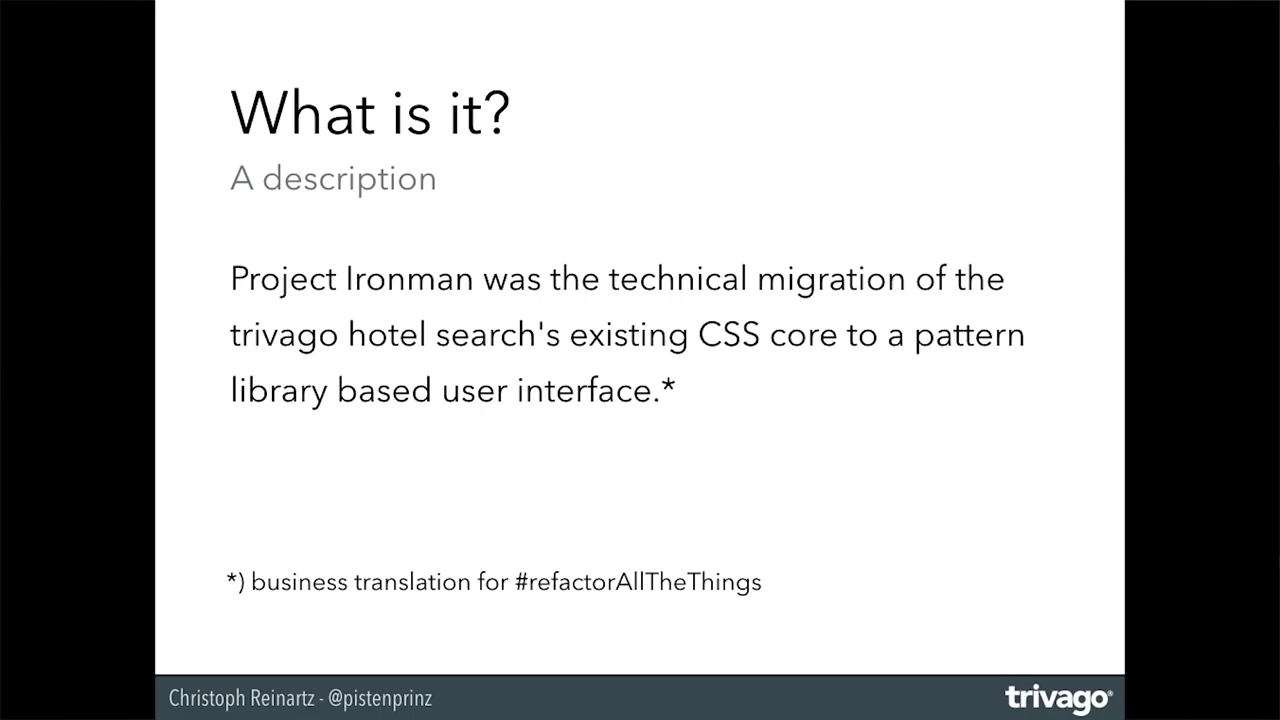 What is it?
A description
Project Ironman was the technical migration of the
trivago hotel search's existing CSS core to a pattern
library based user interface.*
*) business translation for #refactorAllTheThings
Christoph Reinartz - @pistenprinz
trivago®